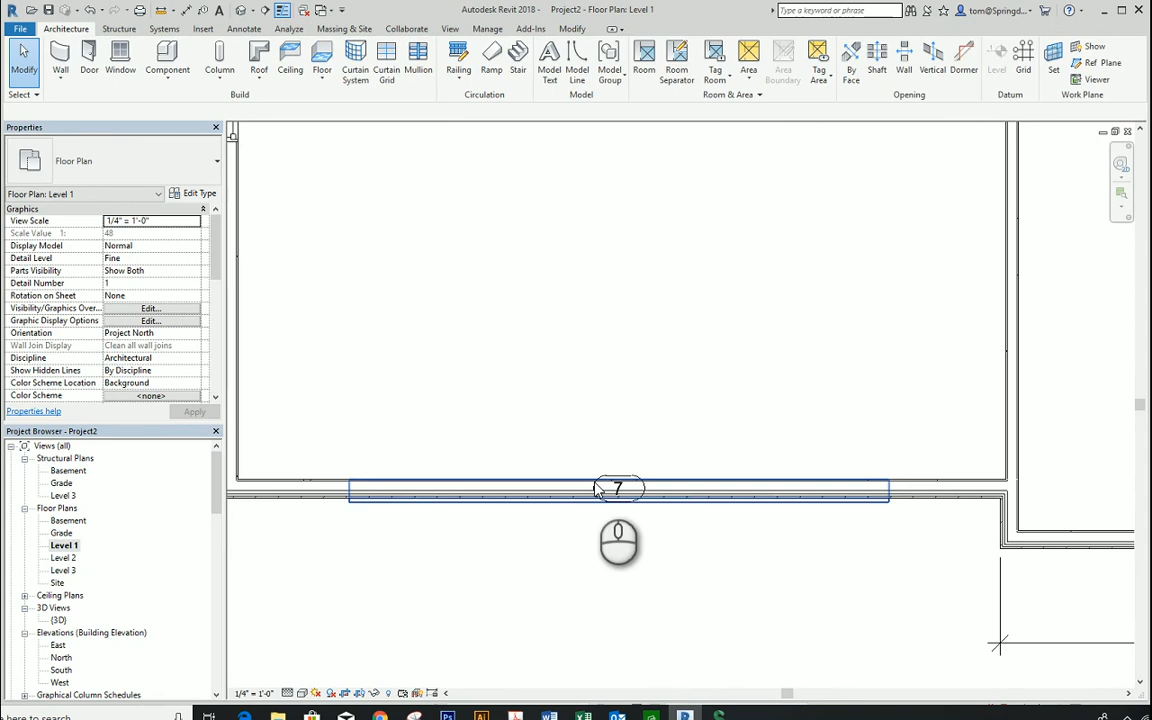 Autodesk Revit 2018 - Project2 - Floor Plan: Level 1
Type a keyword or phrase
tom@Springd...
File Architecture Structure Systems Insert Annotate Analyze Massing & Site Collaborate View Manage Add-Ins Modify
Modify Wall Door Window Component Column Roof Ceiling Floor Curtain System Curtain Grid Mullion Railing Ramp Stair Model Text Model Line Model Group Room Room Separator Tag Room Area Area Boundary Tag Area By Face Shaft Wall Vertical Dormer Level Grid Set Show Ref Plane Viewer
Select Build Circulation Model Room & Area Opening Datum Work Plane
Properties
Floor Plan
Floor Plan: Level 1 Edit Type
Graphics
View Scale 1/4" = 1'-0"
Scale Value 1: 48
Display Model Normal
Detail Level Fine
Parts Visibility Show Both
Detail Number 1
Rotation on Sheet None
Visibility/Graphics Over... Edit...
Graphic Display Options Edit...
Orientation Project North
Wall Join Display Clean all wall joins
Discipline Architectural
Show Hidden Lines By Discipline
Color Scheme Location Background
Color Scheme <none>
Properties help Apply
Project Browser - Project2
Views (all)
Structural Plans
Basement
Grade
Level 3
Floor Plans
Basement
Grade
Level 1
Level 2
Level 3
Site
Ceiling Plans
3D Views
{3D}
Elevations (Building Elevation)
East
North
South
West
Graphical Column Schedules
7
1/4" = 1'-0"
here to search